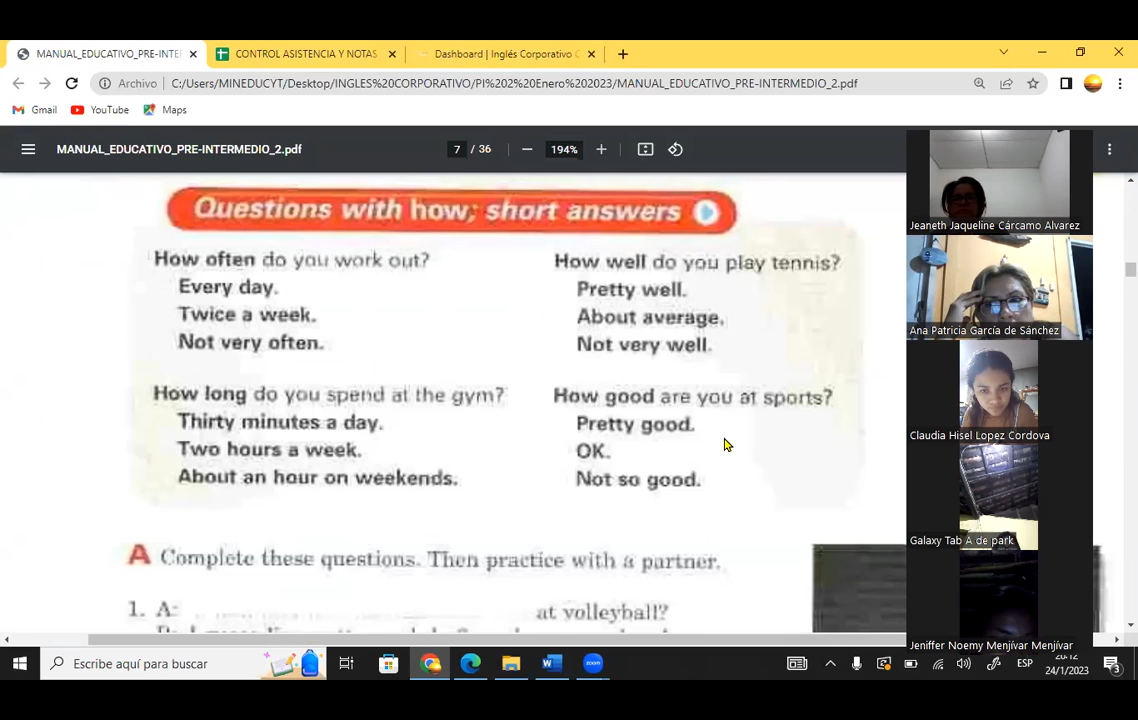 MANUAL_EDUCATIVO_PRE-INTE
CONTROL ASISTENCIA Y NOTAS
Dashboard | Inglés Corporativo
Archivo
C:/Users/MINEDUCYT/Desktop/INGLES%20CORPORATIVO/PI%202%20Enero%202023/MANUAL_EDUCATIVO_PRE-INTERMEDIO_2.pdf
Gmail
YouTube
Maps
MANUAL_EDUCATIVO_PRE-INTERMEDIO_2.pdf
7 / 36
194%
Questions with how; short answers
How often do you work out?
Every day.
Twice a week.
Not very often.
How well do you play tennis?
Pretty well.
About average.
Not very well.
How long do you spend at the gym?
Thirty minutes a day.
Two hours a week.
About an hour on weekends.
How good are you at sports?
Pretty good.
OK.
Not so good.
A Complete these questions. Then practice with a partner.
1. A: at volleyball?
Jeaneth Jaqueline Cárcamo Alvarez
Ana Patricia García de Sánchez
Claudia Hisel Lopez Cordova
Galaxy Tab A de park
Jeniffer Noemy Menjívar Menjívar
Escribe aquí para buscar
zoom
ESP
20:12
24/1/2023
3